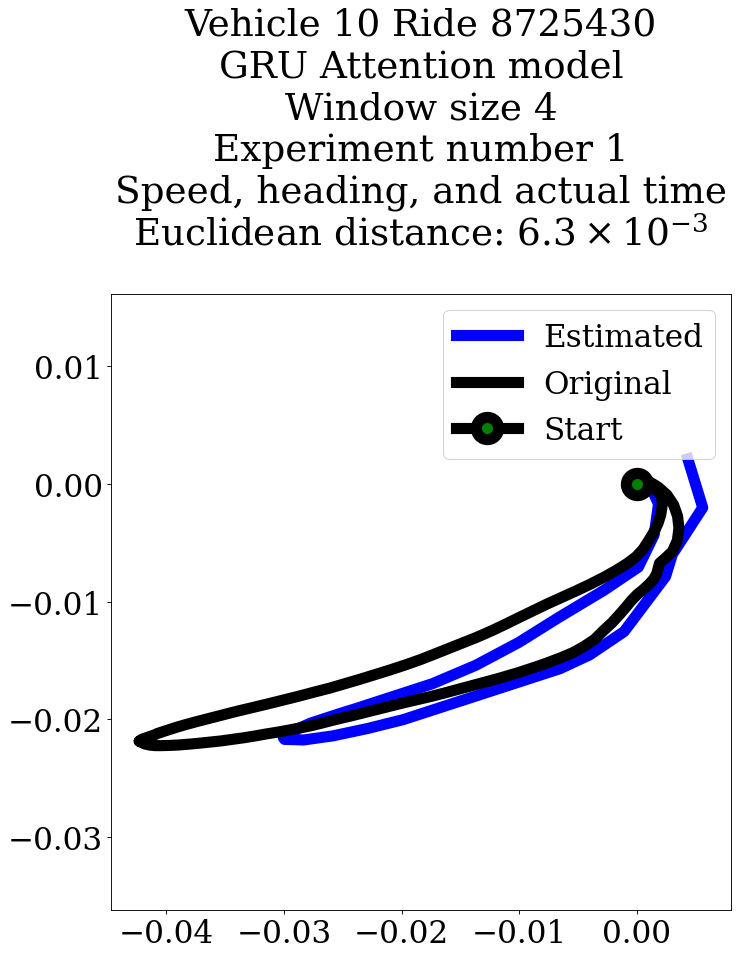 Vehicle 10 Ride 8725430
GRU Attention model
Window size 4
Experiment number 1
Speed, heading, and actual time
Euclidean distance: 6.3 × 10⁻³
Estimated
Original
Start
0.01
0.00
−0.01
−0.02
−0.03
−0.04 −0.03 −0.02 −0.01 0.00